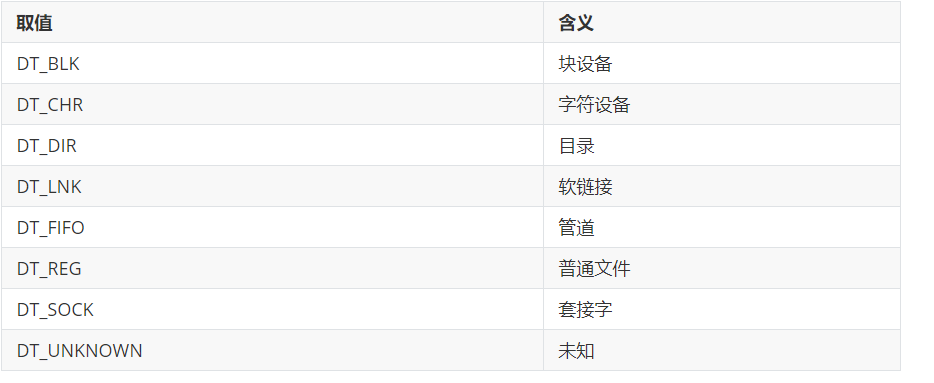 取值 含义
DT_BLK 块设备
DT_CHR 字符设备
DT_DIR 目录
DT_LNK 软链接
DT_FIFO 管道
DT_REG 普通文件
DT_SOCK 套接字
DT_UNKNOWN 未知